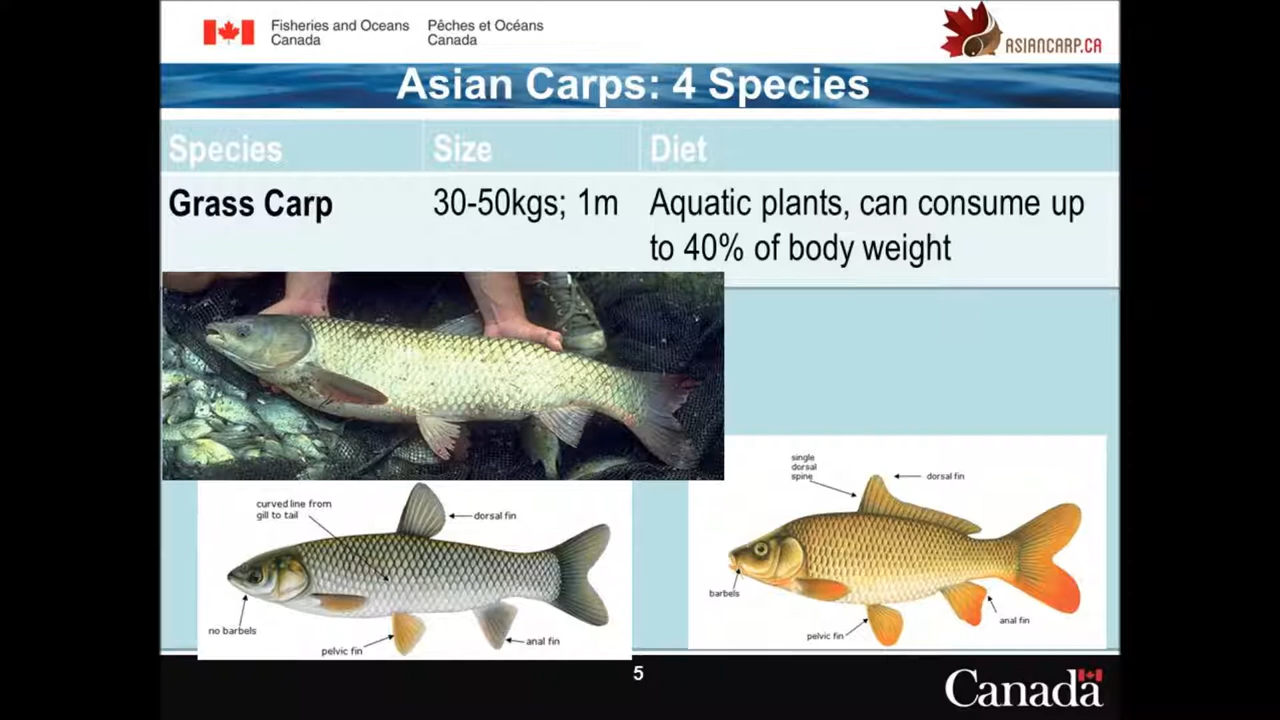 Fisheries and Oceans
Canada
Pêches et Océans
Canada
ASIANCARP.CA
Asian Carps: 4 Species
Species
Size
Diet
Grass Carp
30-50kgs; 1m
Aquatic plants, can consume up
to 40% of body weight
curved line from
gill to tail
dorsal fin
no barbels
pelvic fin
anal fin
single
dorsal
spine
dorsal fin
barbels
pelvic fin
anal fin
5
Canada